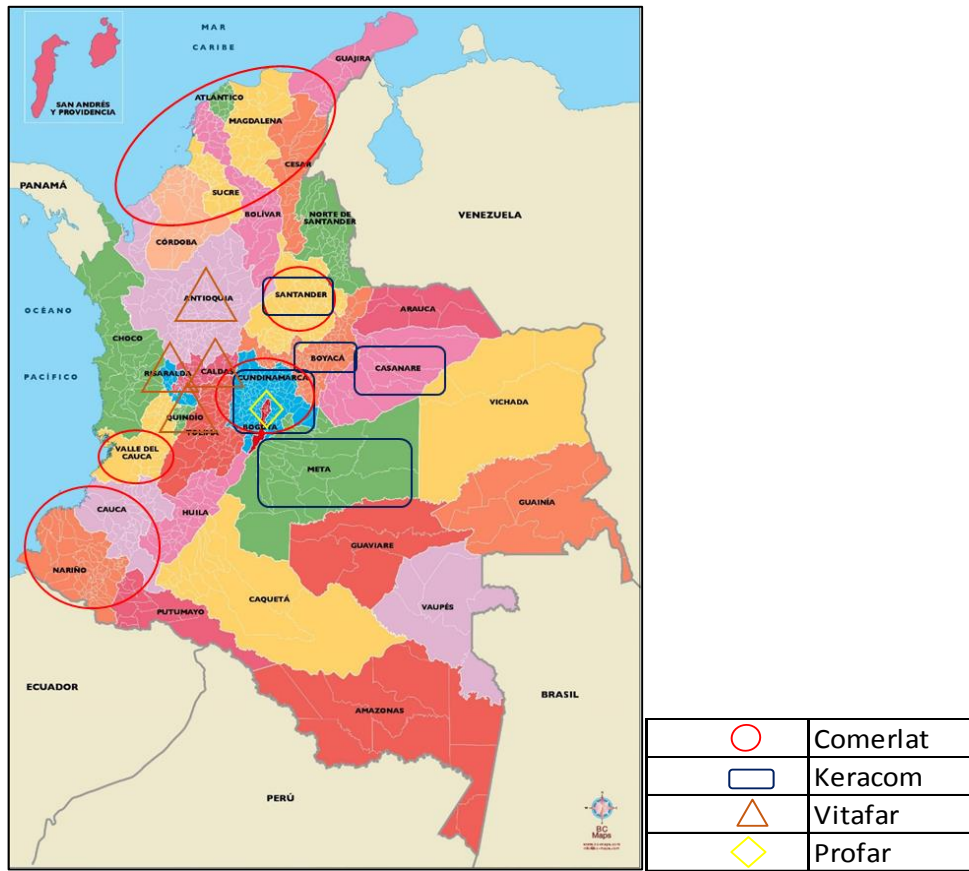 MAR
CARIBE
GUAJIRA
SAN ANDRÉS
Y PROVIDENCIA
ATLÁNTICO
MAGDALENA
CESAR
PANAMÁ
SUCRE
BOLÍVAR
NORTE DE
SANTANDER
VENEZUELA
CÓRDOBA
OCÉANO
PACÍFICO
ANTIOQUIA
SANTANDER
ARAUCA
CHOCO
BOYACÁ
CASANARE
RISARALDA
CALDAS
CUNDINAMARCA
VICHADA
QUINDÍO
TOLIMA
BOGOTA
VALLE DEL
CAUCA
META
CAUCA
HUILA
GUAINÍA
GUAVIARE
NARIÑO
CAQUETÁ
VAUPÉS
PUTUMAYO
ECUADOR
BRASIL
AMAZONAS
PERÚ
BC
Maps
Comerlat
Keracom
Vitafar
Profar